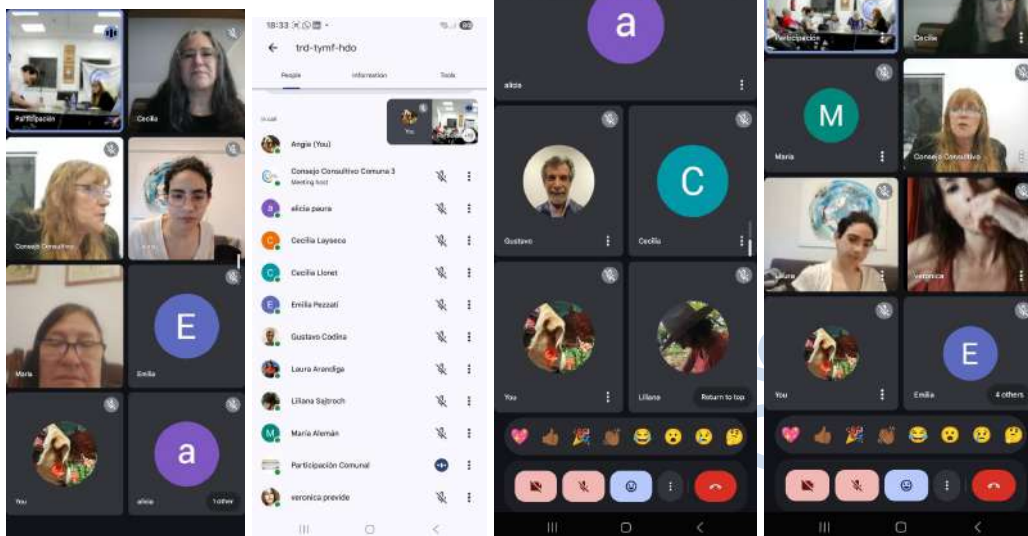 Participación
Cecilia
Consejo Consultivo
Laura
Maria
E
Emilia
You
a
alicia
1 other
18:33
trd-tymf-hdo
People
Information
Tools
In call
You
Angie (You)
Consejo Consultivo Comuna 3
Meeting host
a
alicia paura
C
Cecilia Layseca
C
Cecilia Lloret
E
Emilia Pezzati
Gustavo Codina
Laura Arandiga
Liliana Sajtroch
M
María Alemán
Participación Comunal
veronica previde
a
alicia
C
Gustavo
Cecilia
You
Liliana
Return to top
Participación
Cecilia
M
Maria
Consejo Consultivo
Laura
veronica
E
You
Emilia
4 others